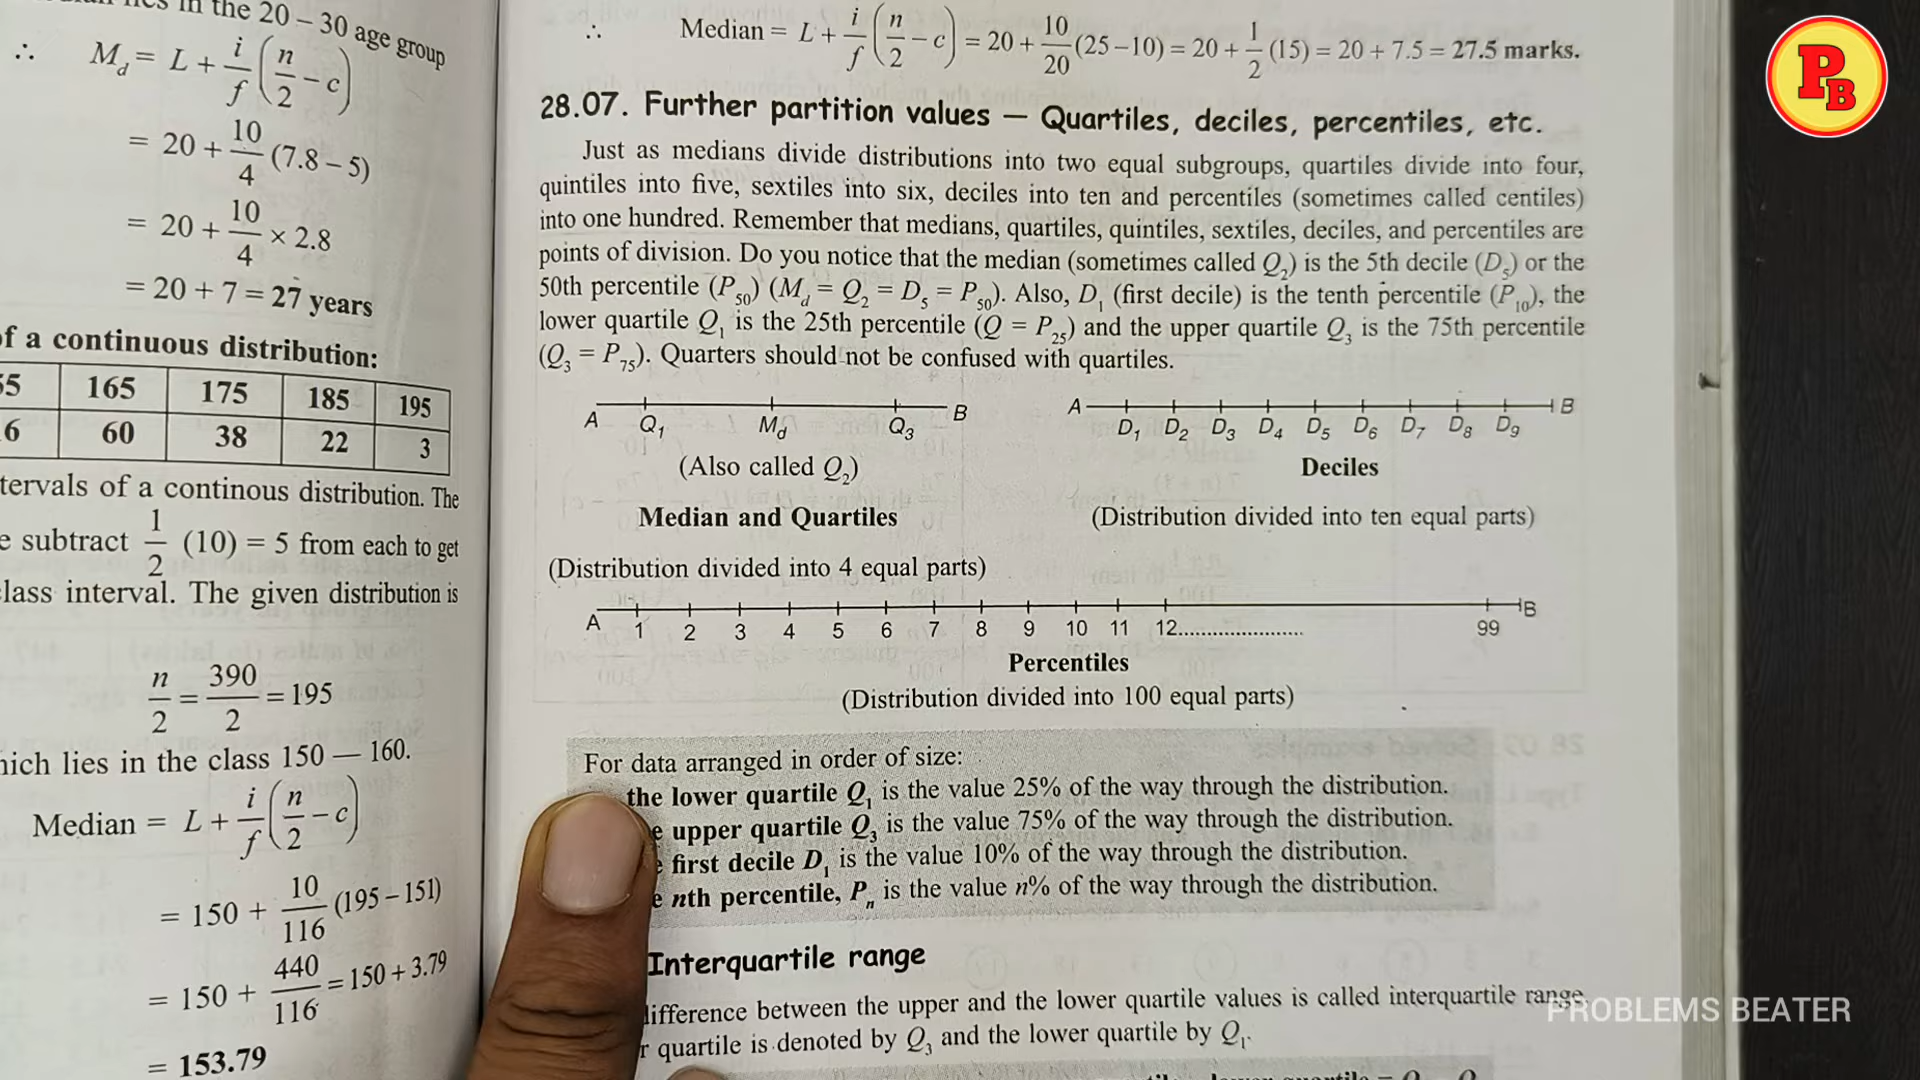 in the 20 – 30 age group
∴ M_d = L + i/f (n/2 – c)
= 20 + 10/4 (7.8 – 5)
= 20 + 10/4 × 2.8
= 20 + 7 = 27 years
f a continuous distribution:
165 175 185 195
60 38 22 3
tervals of a continous distribution. The
e subtract 1/2 (10) = 5 from each to get
lass interval. The given distribution is
n/2 = 390/2 = 195
ich lies in the class 150 — 160.
Median = L + i/f (n/2 – c)
= 150 + 10/116 (195 – 151)
= 150 + 440/116 = 150 + 3.79
= 153.79
∴ Median = L + i/f (n/2 – c) = 20 + 10/20 (25 – 10) = 20 + 1/2 (15) = 20 + 7.5 = 27.5 marks.
28.07. Further partition values — Quartiles, deciles, percentiles, etc.
Just as medians divide distributions into two equal subgroups, quartiles divide into four,
quintiles into five, sextiles into six, deciles into ten and percentiles (sometimes called centiles)
into one hundred. Remember that medians, quartiles, quintiles, sextiles, deciles, and percentiles are
points of division. Do you notice that the median (sometimes called Q₂) is the 5th decile (D₅) or the
50th percentile (P₅₀) (M_d = Q₂ = D₅ = P₅₀). Also, D₁ (first decile) is the tenth percentile (P₁₀), the
lower quartile Q₁ is the 25th percentile (Q = P₂₅) and the upper quartile Q₃ is the 75th percentile
(Q₃ = P₇₅). Quarters should not be confused with quartiles.
A Q₁ M_d Q₃ B
(Also called Q₂)
Median and Quartiles
(Distribution divided into 4 equal parts)
A D₁ D₂ D₃ D₄ D₅ D₆ D₇ D₈ D₉ B
Deciles
(Distribution divided into ten equal parts)
A 1 2 3 4 5 6 7 8 9 10 11 12..................... 99 B
Percentiles
(Distribution divided into 100 equal parts)
For data arranged in order of size:
the lower quartile Q₁ is the value 25% of the way through the distribution.
e upper quartile Q₃ is the value 75% of the way through the distribution.
e first decile D₁ is the value 10% of the way through the distribution.
e nth percentile, Pₙ is the value n% of the way through the distribution.
Interquartile range
ifference between the upper and the lower quartile values is called interquartile range
r quartile is denoted by Q₃ and the lower quartile by Q₁.
PB
PROBLEMS BEATER